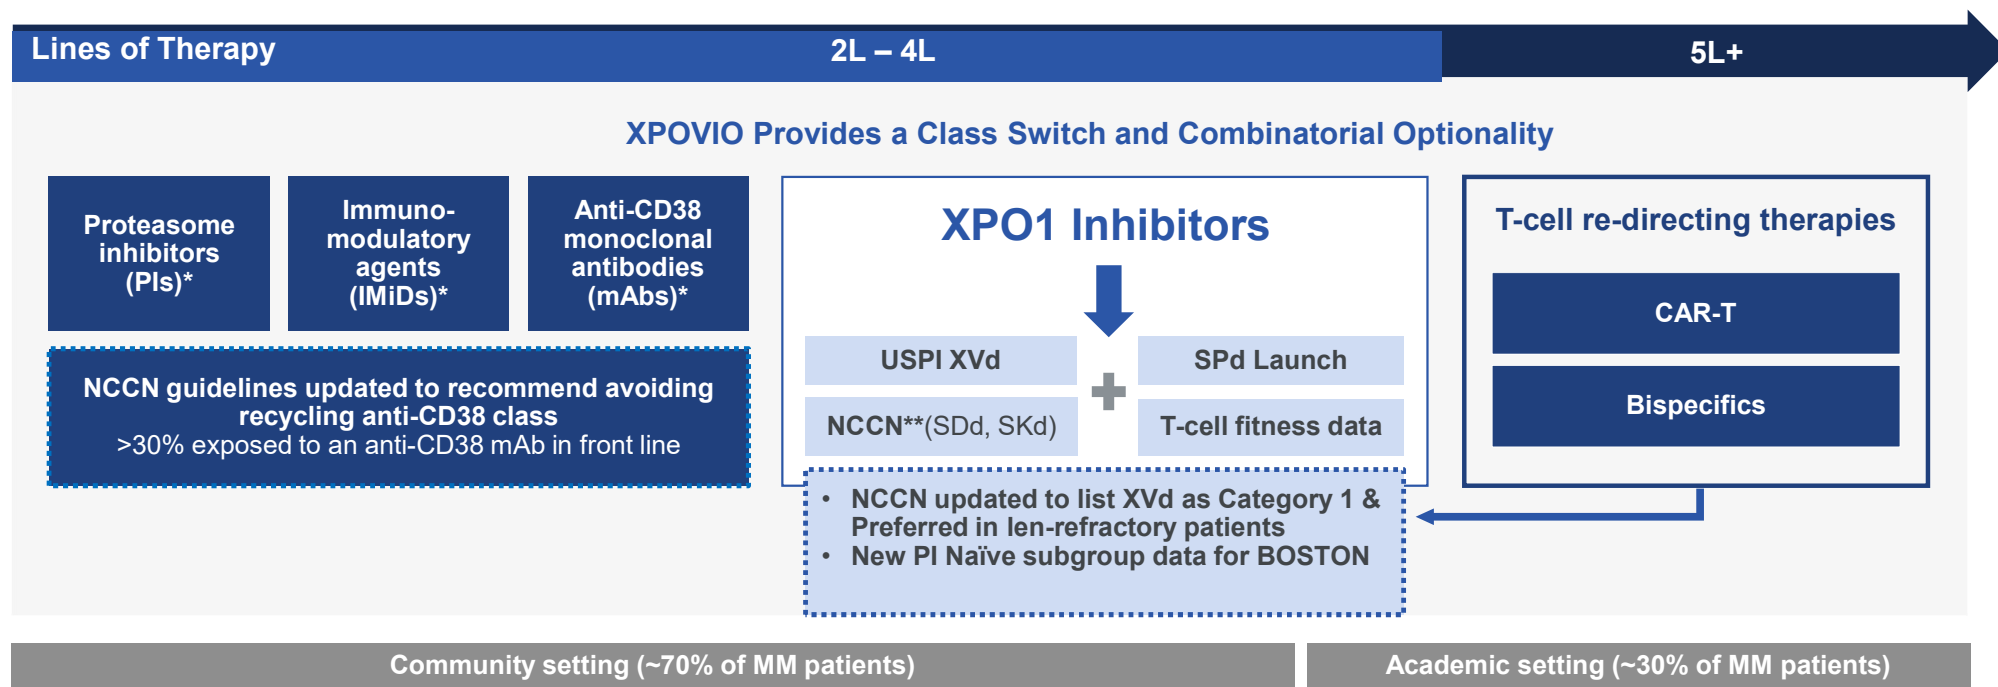 Lines of Therapy
2L – 4L
5L+
XPOVIO Provides a Class Switch and Combinatorial Optionality
Proteasome
inhibitors
(PIs)*
Immuno-
modulatory
agents
(IMiDs)*
Anti-CD38
monoclonal
antibodies
(mAbs)*
NCCN guidelines updated to recommend avoiding
recycling anti-CD38 class
>30% exposed to an anti-CD38 mAb in front line
XPO1 Inhibitors
USPI XVd
SPd Launch
NCCN**(SDd, SKd)
T-cell fitness data
• NCCN updated to list XVd as Category 1 &
Preferred in len-refractory patients
• New PI Naïve subgroup data for BOSTON
T-cell re-directing therapies
CAR-T
Bispecifics
Community setting (~70% of MM patients)
Academic setting (~30% of MM patients)